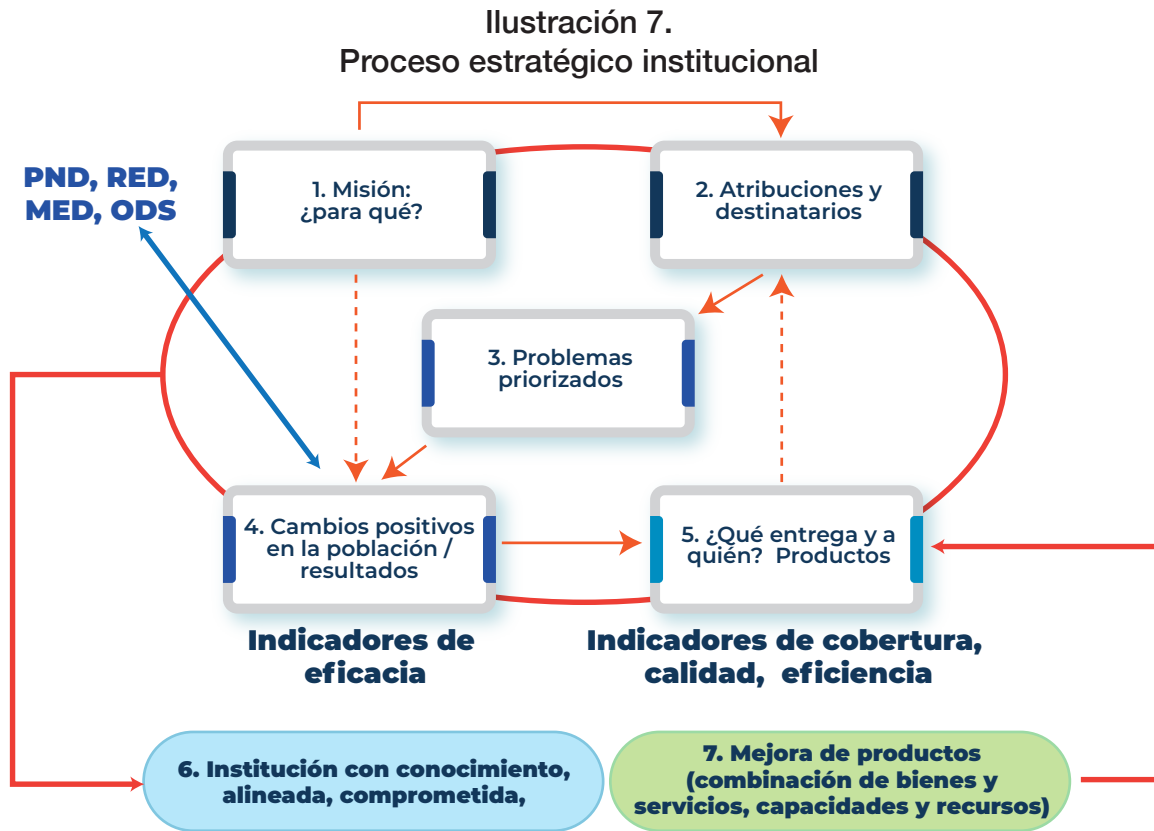 Ilustración 7.
Proceso estratégico institucional
PND, RED,
MED, ODS
1. Misión:
¿para qué?
2. Atribuciones y
destinatarios
3. Problemas
priorizados
4. Cambios positivos
en la población /
resultados
5. ¿Qué entrega y a
quién? Productos
Indicadores de
eficacia
Indicadores de cobertura,
calidad, eficiencia
6. Institución con conocimiento,
alineada, comprometida,
7. Mejora de productos
(combinación de bienes y
servicios, capacidades y recursos)